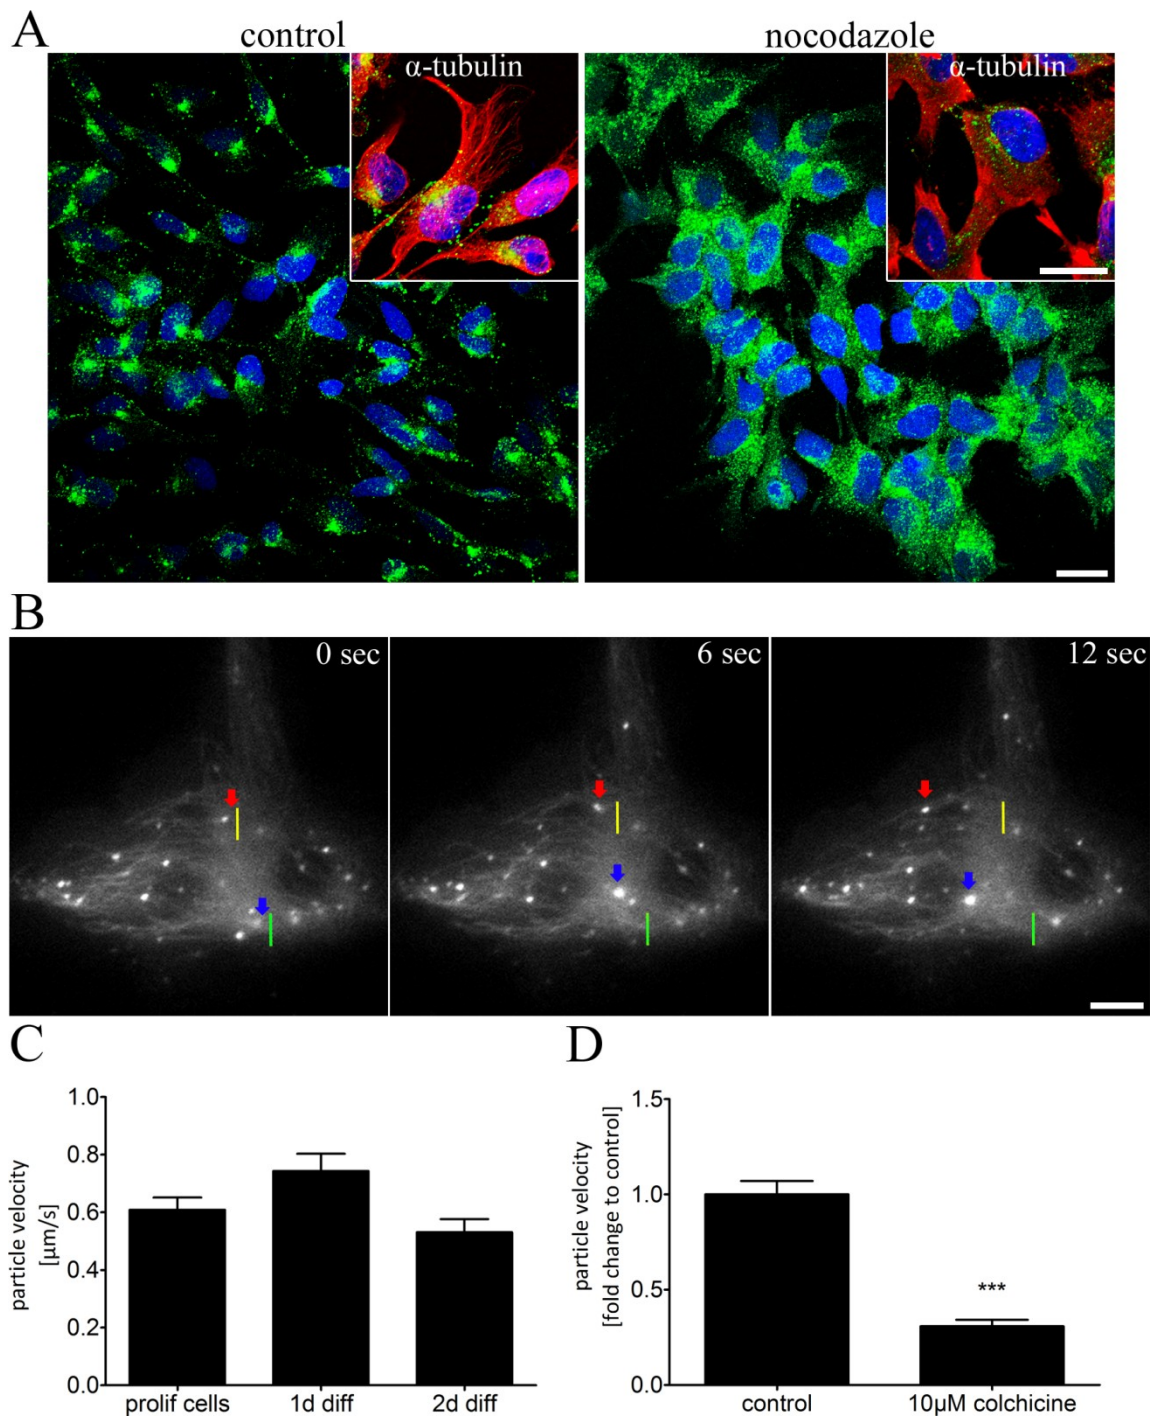 A
control
nocodazole
α-tubulin
α-tubulin
B
0 sec
6 sec
12 sec
C
D
particle velocity
[µm/s]
1.0
0.8
0.6
0.4
0.2
0.0
prolif cells
1d diff
2d diff
particle velocity
[fold change to control]
1.5
1.0
0.5
0.0
***
control
10µM colchicine